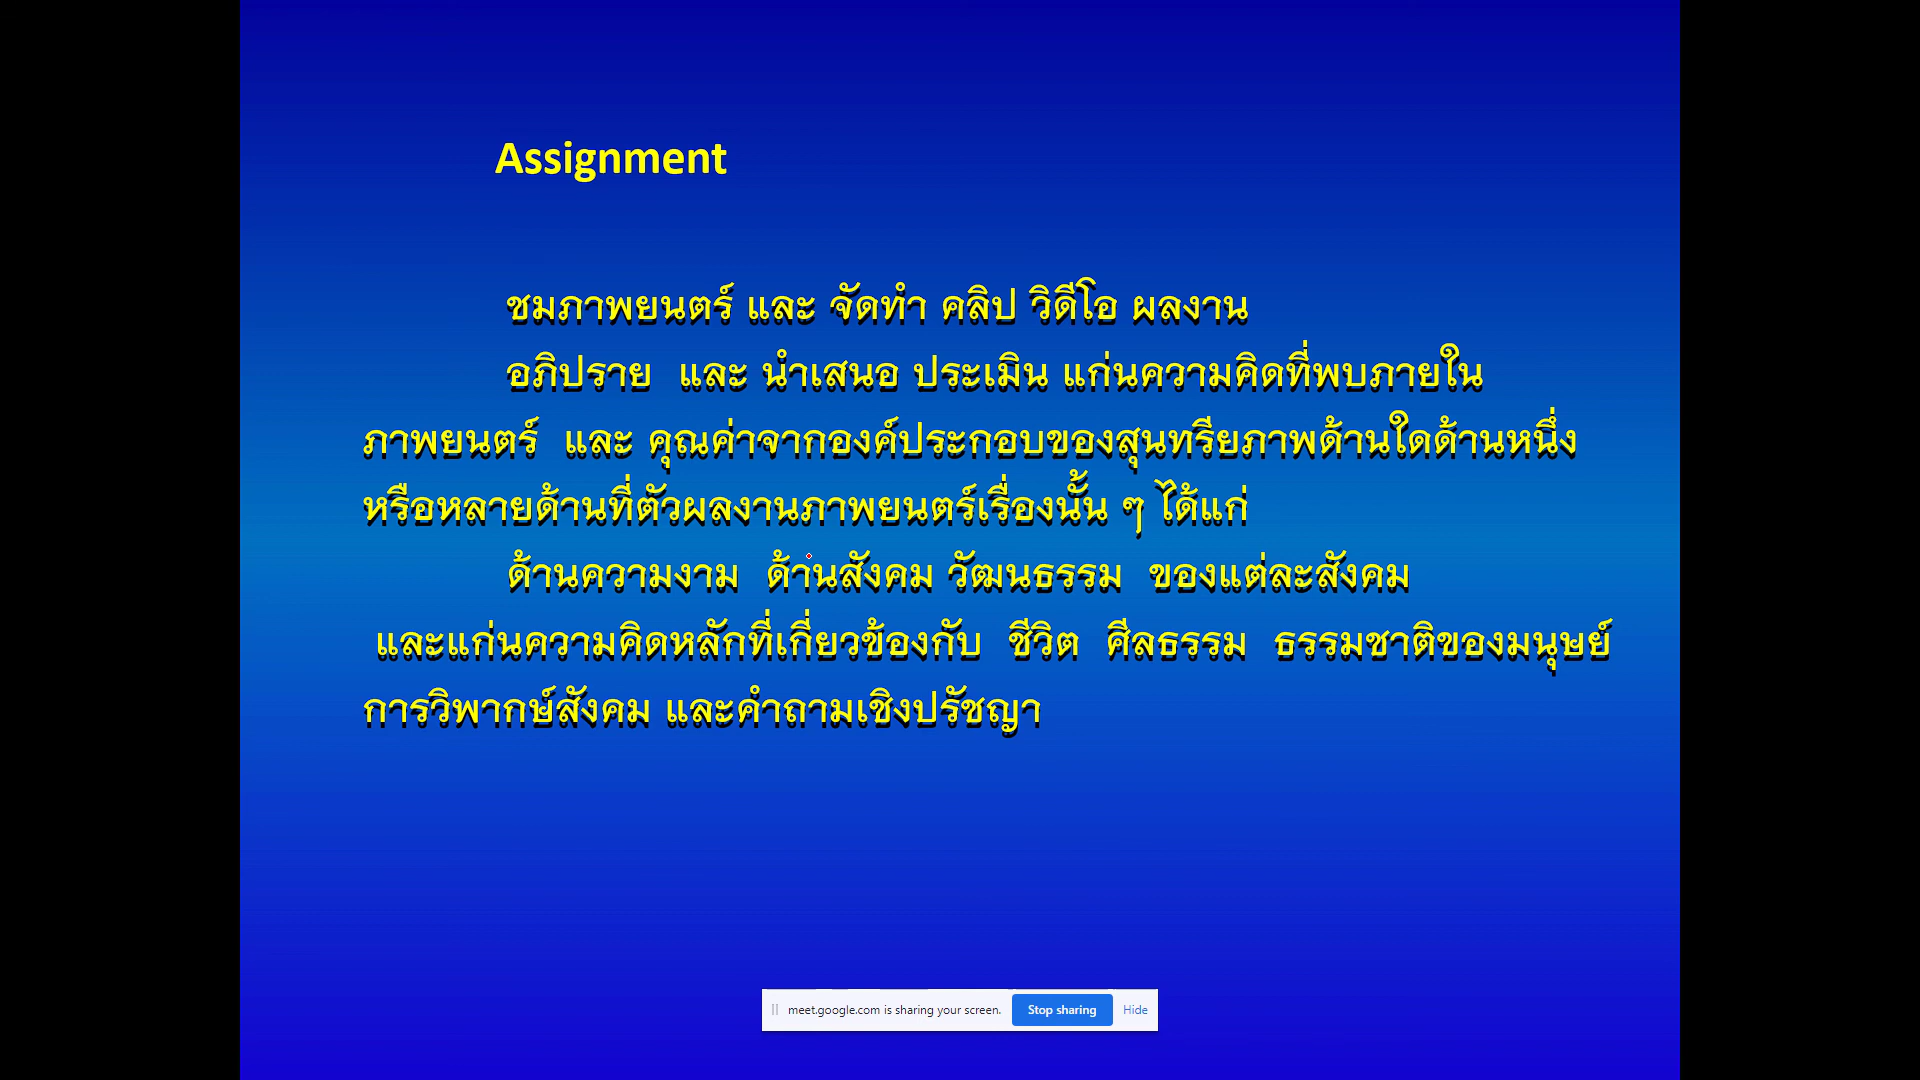 Assignment
ชมภาพยนตร์ และ จัดทำ คลิป วิดีโอ ผลงาน
อภิปราย และ นำเสนอ ประเมิน แก่นความคิดที่พบภายใน
ภาพยนตร์ และ คุณค่าจากองค์ประกอบของสุนทรียภาพด้านใดด้านหนึ่ง
หรือหลายด้านที่ตัวผลงานภาพยนตร์เรื่องนั้น ๆ ได้แก่
ด้านความงาม ด้านสังคม วัฒนธรรม ของแต่ละสังคม
และแก่นความคิดหลักที่เกี่ยวข้องกับ ชีวิต ศีลธรรม ธรรมชาติของมนุษย์
การวิพากษ์สังคม และคำถามเชิงปรัชญา
meet.google.com is sharing your screen. Stop sharing Hide